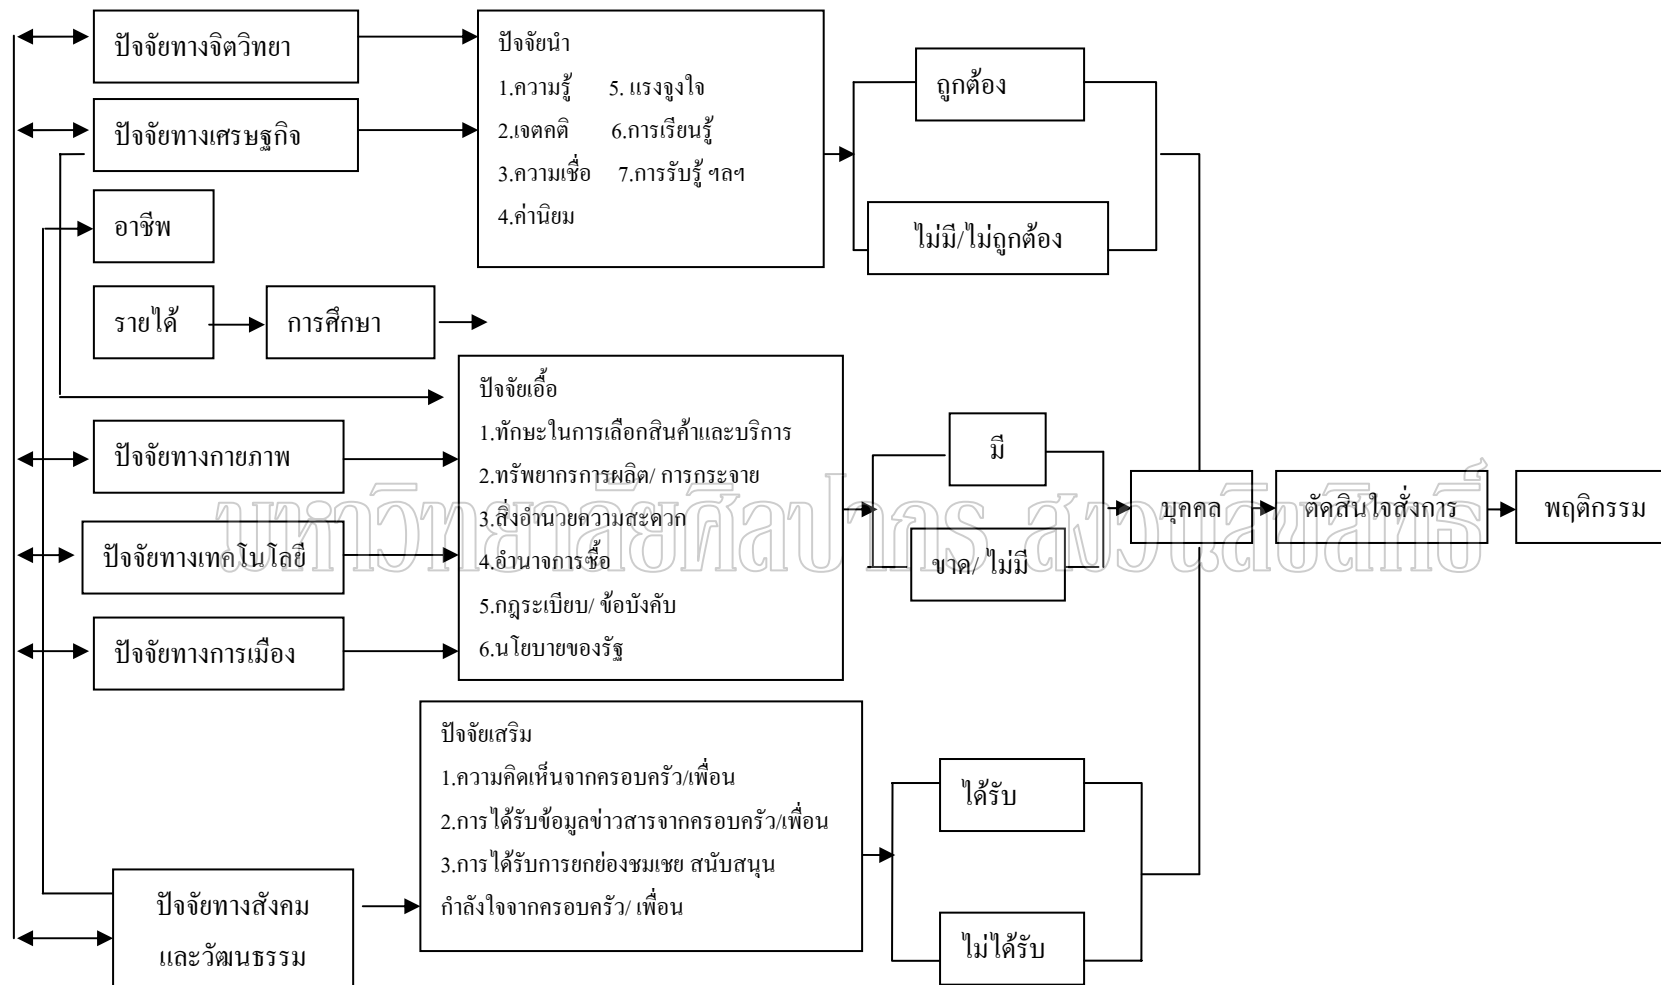 ปัจจัยทางจิตวิทยา
ปัจจัยทางเศรษฐกิจ
อาชีพ
รายได้
การศึกษา
ปัจจัยทางกายภาพ
ปัจจัยทางเทคโนโลยี
ปัจจัยทางการเมือง
ปัจจัยทางสังคม
และวัฒนธรรม
ปัจจัยนำ
1.ความรู้ 5. แรงจูงใจ
2.เจตคติ 6.การเรียนรู้
3.ความเชื่อ 7.การรับรู้ ฯลฯ
4.ค่านิยม
ปัจจัยเอื้อ
1.ทักษะในการเลือกสินค้าและบริการ
2.ทรัพยากรการผลิต/ การกระจาย
3.สิ่งอำนวยความสะดวก
4.อำนาจการซื้อ
5.กฎระเบียบ/ ข้อบังคับ
6.นโยบายของรัฐ
ปัจจัยเสริม
1.ความคิดเห็นจากครอบครัว/เพื่อน
2.การได้รับข้อมูลข่าวสารจากครอบครัว/เพื่อน
3.การได้รับการยกย่องชมเชย สนับสนุน
กำลังใจจากครอบครัว/ เพื่อน
ถูกต้อง
ไม่มี/ไม่ถูกต้อง
มี
ขาด/ ไม่มี
ได้รับ
ไม่ได้รับ
บุคคล
ตัดสินใจสั่งการ
พฤติกรรม
มหาวิทยาลัยศิลปากร สงวนลิขสิทธิ์